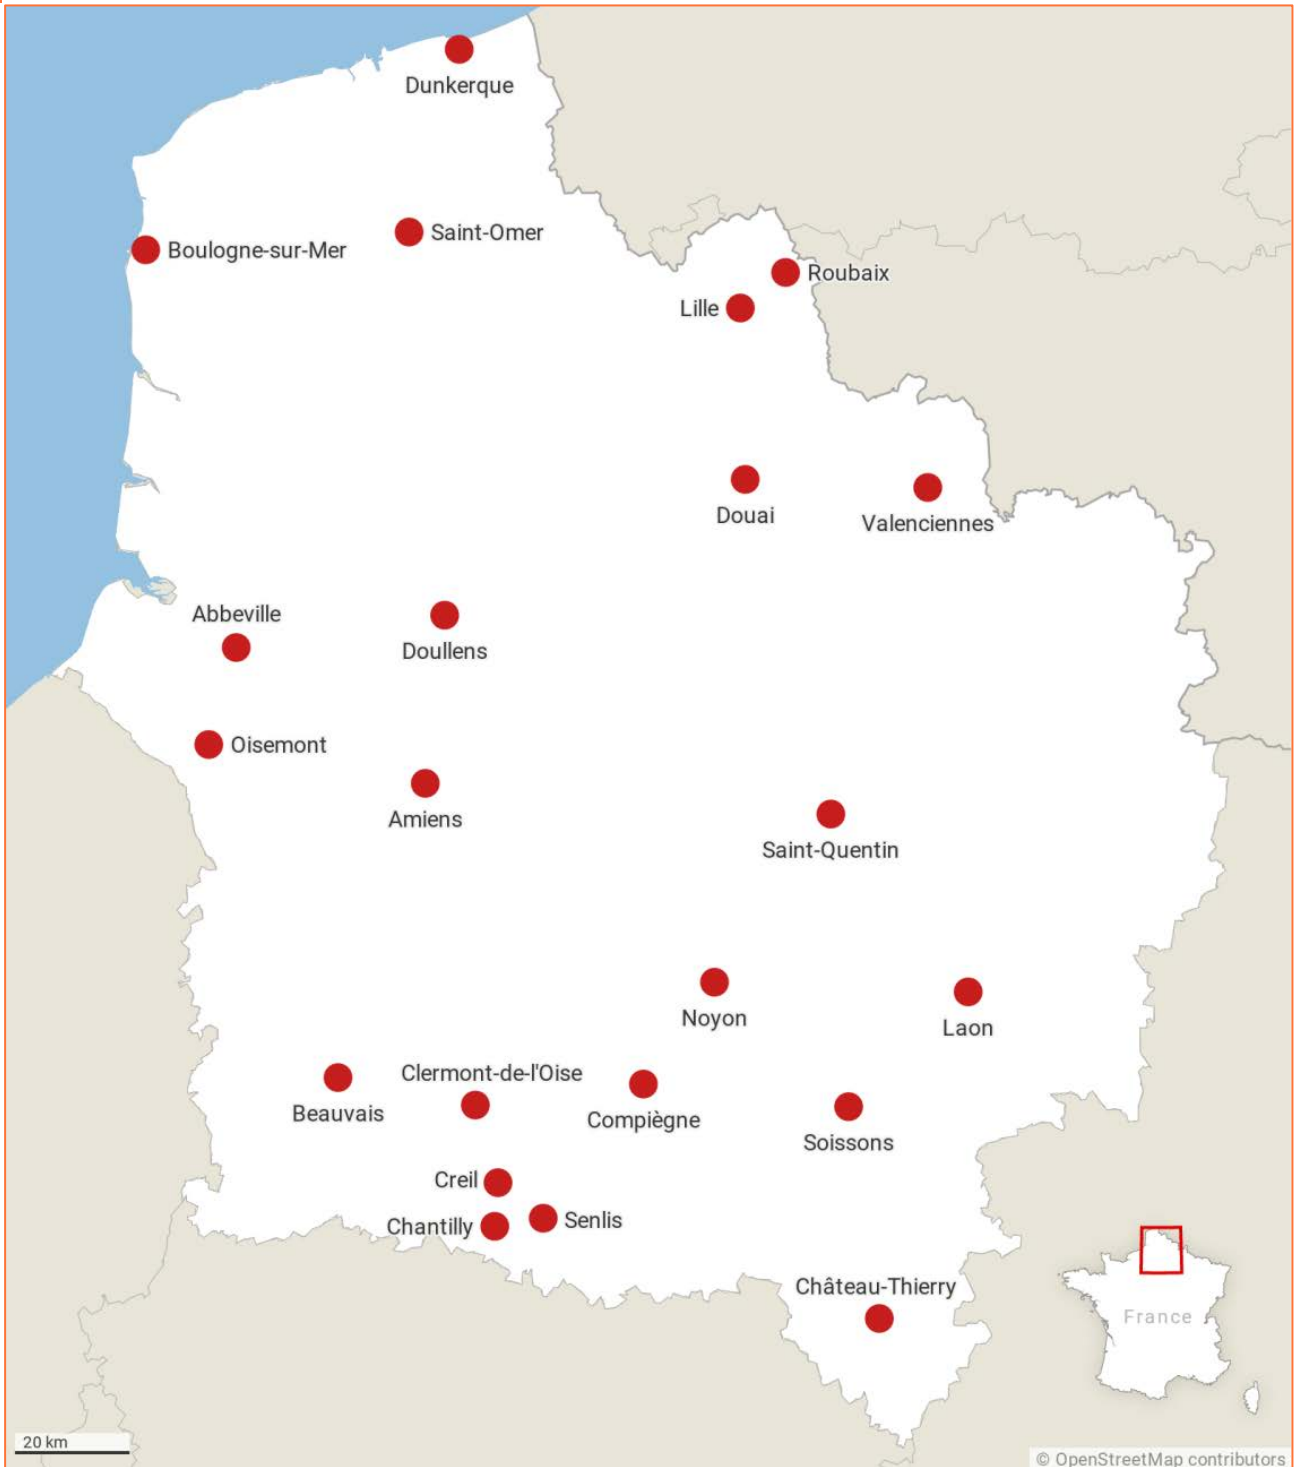 Dunkerque
Saint-Omer
Boulogne-sur-Mer
Roubaix
Lille
Douai
Valenciennes
Abbeville
Doullens
Oisemont
Amiens
Saint-Quentin
Noyon
Laon
Clermont-de-l'Oise
Beauvais
Compiègne
Soissons
Creil
Senlis
Chantilly
Château-Thierry
France
20 km
© OpenStreetMap contributors